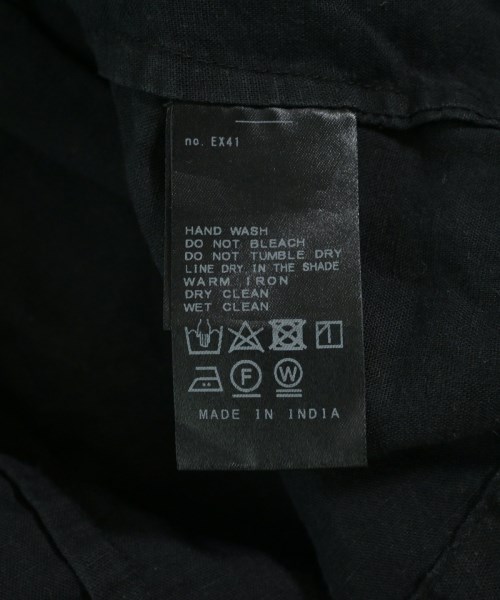 no. EX41
HAND WASH
DO NOT BLEACH
DO NOT TUMBLE DRY
LINE DRY IN THE SHADE
WARM IRON
DRY CLEAN
WET CLEAN
F W
MADE IN INDIA